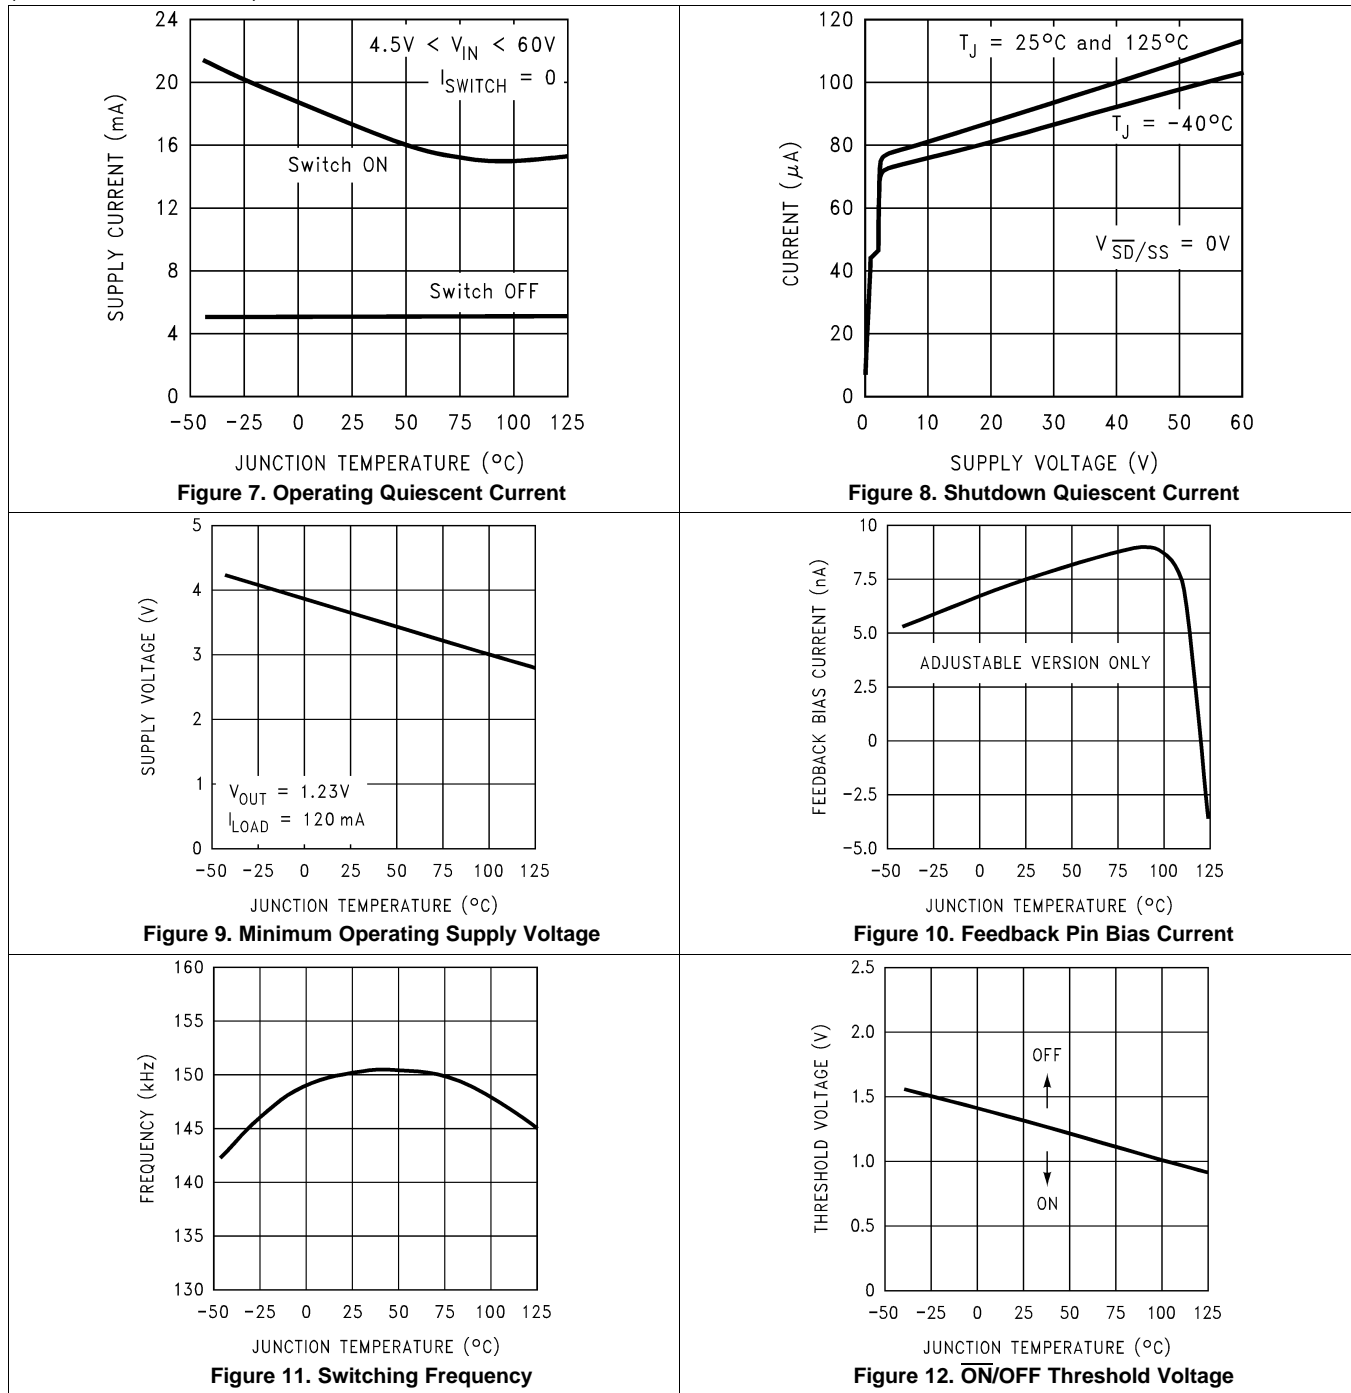 24
20
16
12
8
4
0
SUPPLY CURRENT (mA)
4.5V < V_IN < 60V
I_SWITCH = 0
Switch ON
Switch OFF
-50 -25 0 25 50 75 100 125
JUNCTION TEMPERATURE (°C)
Figure 7. Operating Quiescent Current
120
100
80
60
40
20
0
CURRENT (μA)
T_J = 25°C and 125°C
T_J = -40°C
V_S̅D̅/SS = 0V
0 10 20 30 40 50 60
SUPPLY VOLTAGE (V)
Figure 8. Shutdown Quiescent Current
5
4
3
2
1
0
SUPPLY VOLTAGE (V)
V_OUT = 1.23V
I_LOAD = 120 mA
-50 -25 0 25 50 75 100 125
JUNCTION TEMPERATURE (°C)
Figure 9. Minimum Operating Supply Voltage
10
7.5
5.0
2.5
0
-2.5
-5.0
FEEDBACK BIAS CURRENT (nA)
ADJUSTABLE VERSION ONLY
-50 -25 0 25 50 75 100 125
JUNCTION TEMPERATURE (°C)
Figure 10. Feedback Pin Bias Current
160
155
150
145
140
135
130
FREQUENCY (kHz)
-50 -25 0 25 50 75 100 125
JUNCTION TEMPERATURE (°C)
Figure 11. Switching Frequency
2.5
2.0
1.5
1.0
0.5
0
THRESHOLD VOLTAGE (V)
OFF
ON
-50 -25 0 25 50 75 100 125
JUNCTION TEMPERATURE (°C)
Figure 12. O̅N̅/OFF Threshold Voltage